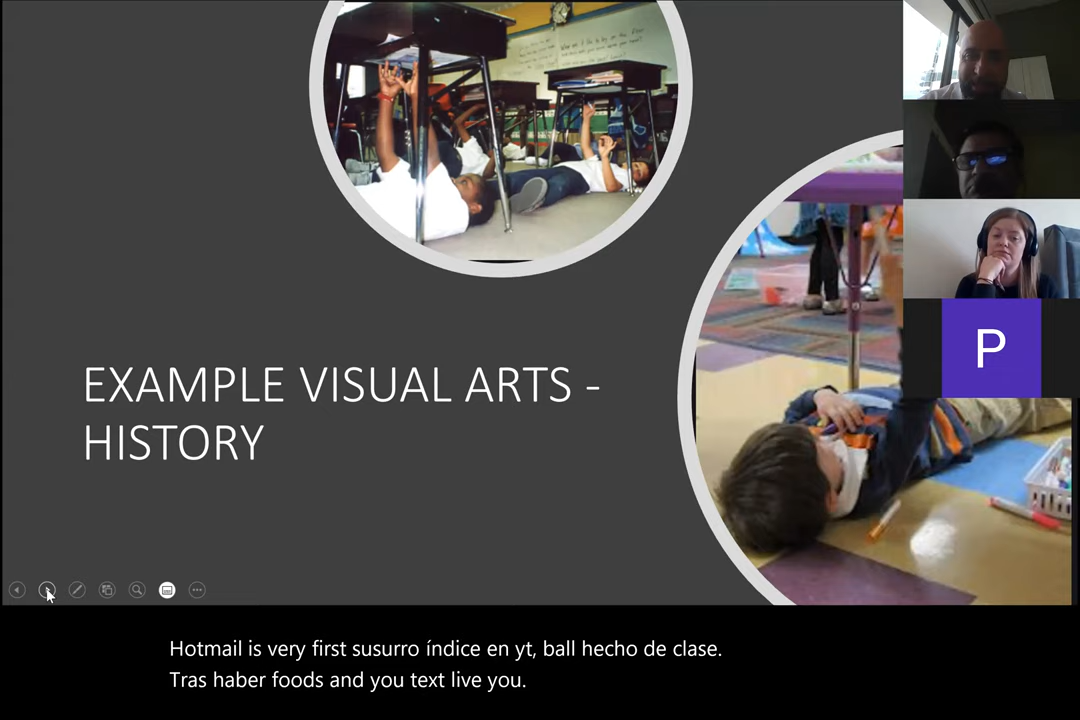 EXAMPLE VISUAL ARTS -
HISTORY
P
Hotmail is very first susurro índice en yt, ball hecho de clase.
Tras haber foods and you text live you.